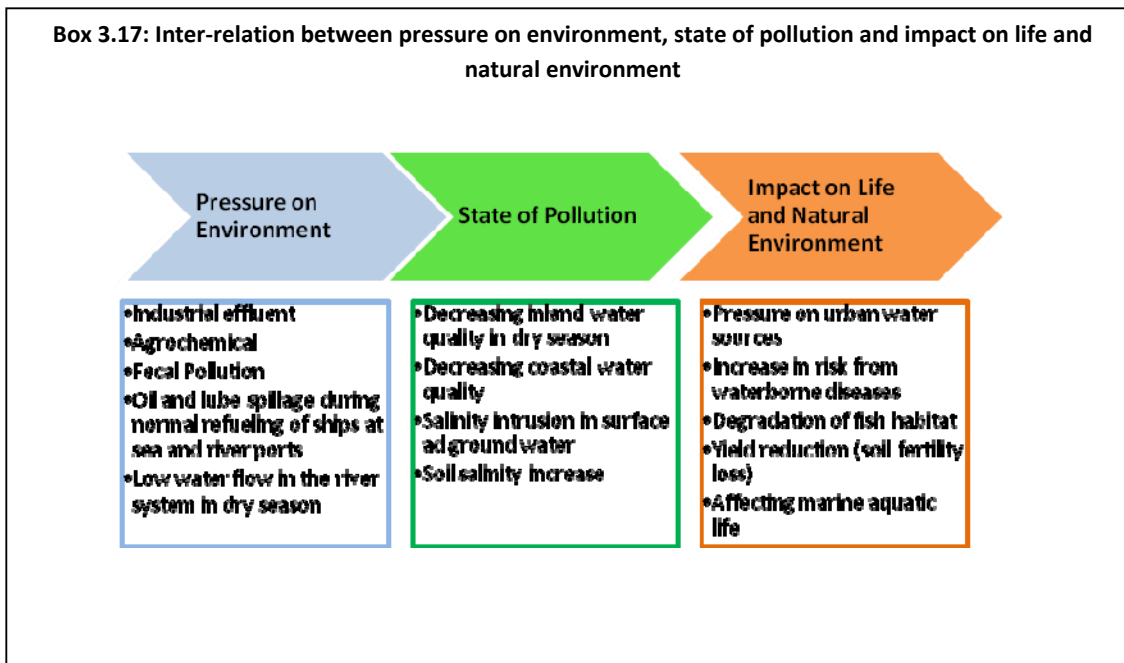 Box 3.17: Inter-relation between pressure on environment, state of pollution and impact on life and
natural environment
Pressure on
Environment
State of Pollution
Impact on Life
and Natural
Environment
•Industrial effluent
•Agrochemical
•Fecal Pollution
•Oil and lube spillage during
normal refueling of ships at
sea and river ports
•Low water flow in the river
system in dry season
•Decreasing inland water
quality in dry season
•Decreasing coastal water
quality
•Salinity intrusion in surface
ad ground water
•Soil salinity increase
•Pressure on urban water
sources
•Increase in risk from
waterborne diseases
•Degradation of fish habitat
•Yield reduction (soil fertility
loss)
•Affecting marine aquatic
life